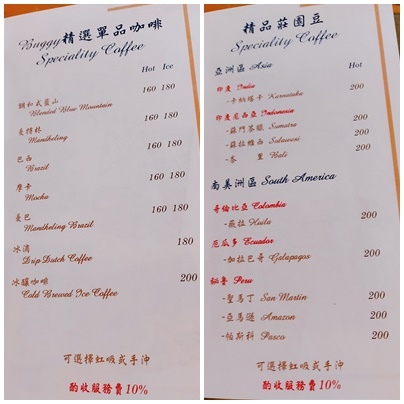 Buggy精選單品咖啡
Speciality Coffee
Hot Ice
調和式藍山 160 180
Blended Blue Mountain
曼特林 160 180
Mandheling
巴西 160 180
Brazil
摩卡 160 180
Mocha
曼巴 160 180
Mandheling Brazil
冰滴 180
Drip Dutch Coffee
冰釀咖啡 200
Cold Brewed Ice Coffee
可選擇虹吸或手沖
酌收服務費10%
精品莊園豆
Speciality Coffee
亞洲區 Asia Hot
印度 India
-卡納塔卡 Karnataka 200
印度尼西亞 Indonesia
-蘇門答臘 Sumatra 200
-蘇拉維西 Sulawesi 200
-峇 里 Bali 200
南美洲區 South America
哥倫比亞 Colombia
-薇拉 Huila 200
厄瓜多 Ecuador
-加拉巴哥 Galapagos 200
秘魯 Peru
-聖馬丁 San Martin 200
-亞馬遜 Amazon 200
-帕斯科 Pasco 200
可選擇虹吸或手沖
酌收服務費10%